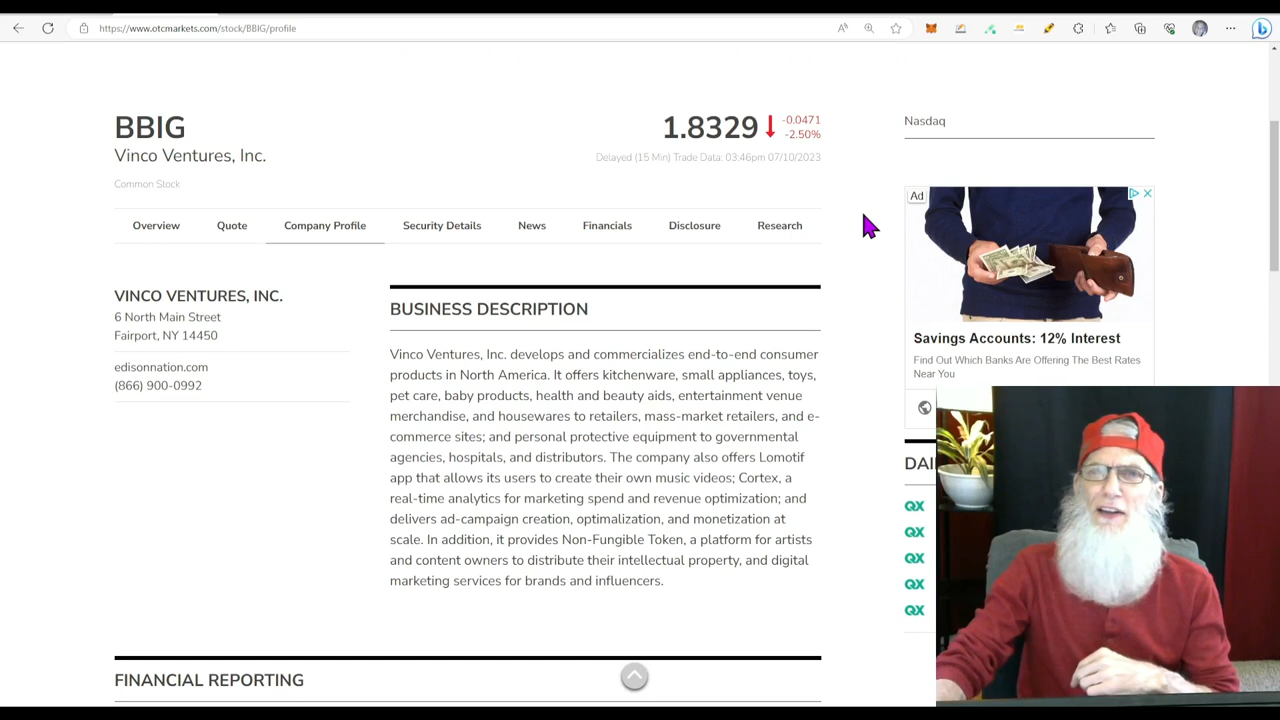 https://www.otcmarkets.com/stock/BBIG/profile
BBIG
Vinco Ventures, Inc.
Common Stock
1.8329
-0.0471
-2.50%
Delayed (15 Min) Trade Data: 03:46pm 07/10/2023
Nasdaq
Overview
Quote
Company Profile
Security Details
News
Financials
Disclosure
Research
VINCO VENTURES, INC.
6 North Main Street
Fairport, NY 14450
edisonnation.com
(866) 900-0992
BUSINESS DESCRIPTION
Vinco Ventures, Inc. develops and commercializes end-to-end consumer
products in North America. It offers kitchenware, small appliances, toys,
pet care, baby products, health and beauty aids, entertainment venue
merchandise, and housewares to retailers, mass-market retailers, and e-
commerce sites; and personal protective equipment to governmental
agencies, hospitals, and distributors. The company also offers Lomotif
app that allows its users to create their own music videos; Cortex, a
real-time analytics for marketing spend and revenue optimization; and
delivers ad-campaign creation, optimalization, and monetization at
scale. In addition, it provides Non-Fungible Token, a platform for artists
and content owners to distribute their intellectual property, and digital
marketing services for brands and influencers.
FINANCIAL REPORTING
Ad
Savings Accounts: 12% Interest
Find Out Which Banks Are Offering The Best Rates
Near You
DAI
QX
QX
QX
QX
QX